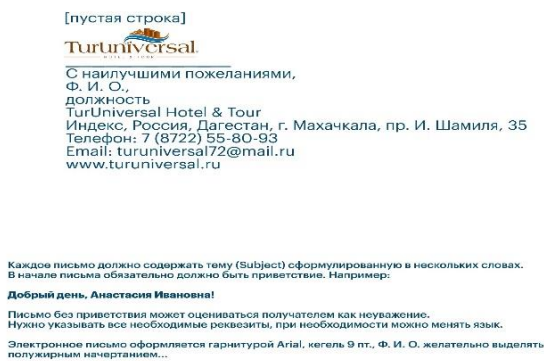 [пустая строка]
Turuniversal
С наилучшими пожеланиями,
Ф. И. О.,
должность
TurUniversal Hotel & Tour
Индекс, Россия, Дагестан, г. Махачкала, пр. И. Шамиля, 35
Телефон: 7 (8722) 55-80-93
Email: turuniversal72@mail.ru
www.turuniversal.ru
Каждое письмо должно содержать тему (Subject) сформулированную в нескольких словах.
В начале письма обязательно должно быть приветствие. Например:
Добрый день, Анастасия Ивановна!
Письмо без приветствия может оцениваться получателем как неуважение.
Нужно указывать все необходимые реквезиты, при необходимости можно менять язык.
Электронное письмо оформляется гарнитурой Arial, кегель 9 пт., Ф. И. О. желательно выделять
полужирным начертанием...